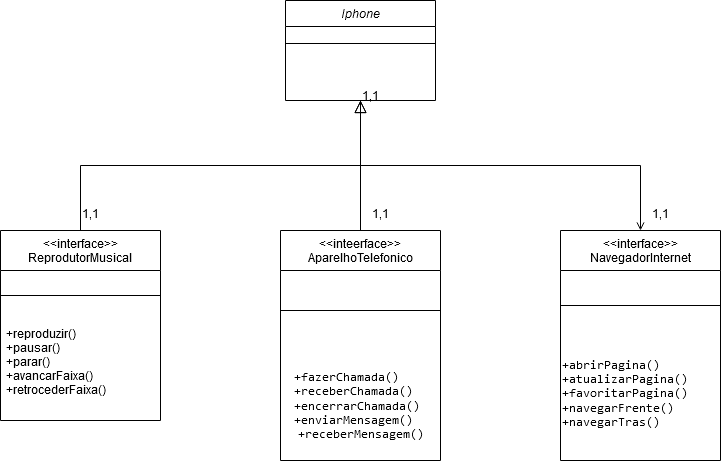 Iphone
1,1
1,1
1,1
1,1
<<interface>>
ReprodutorMusical
+reproduzir()
+pausar()
+parar()
+avancarFaixa()
+retrocederFaixa()
<<inteerface>>
AparelhoTelefonico
+fazerChamada()
+receberChamada()
+encerrarChamada()
+enviarMensagem()
+receberMensagem()
<<interface>>
NavegadorInternet
+abrirPagina()
+atualizarPagina()
+favoritarPagina()
+navegarFrente()
+navegarTras()